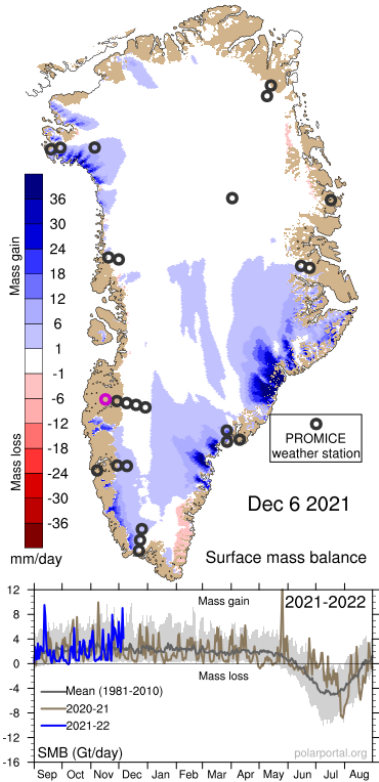 Mass gain
36
30
24
18
12
6
1
-1
-6
-12
-18
-24
-30
-36
Mass loss
mm/day
PROMICE
weather station
Dec 6 2021
Surface mass balance
12
8
4
0
-4
-8
-12
-16
Mass gain
2021-2022
Mass loss
Mean (1981-2010)
2020-21
2021-22
Sep Oct Nov Dec Jan Feb Mar Apr May Jun Jul Aug
SMB (Gt/day)
polarportal.org